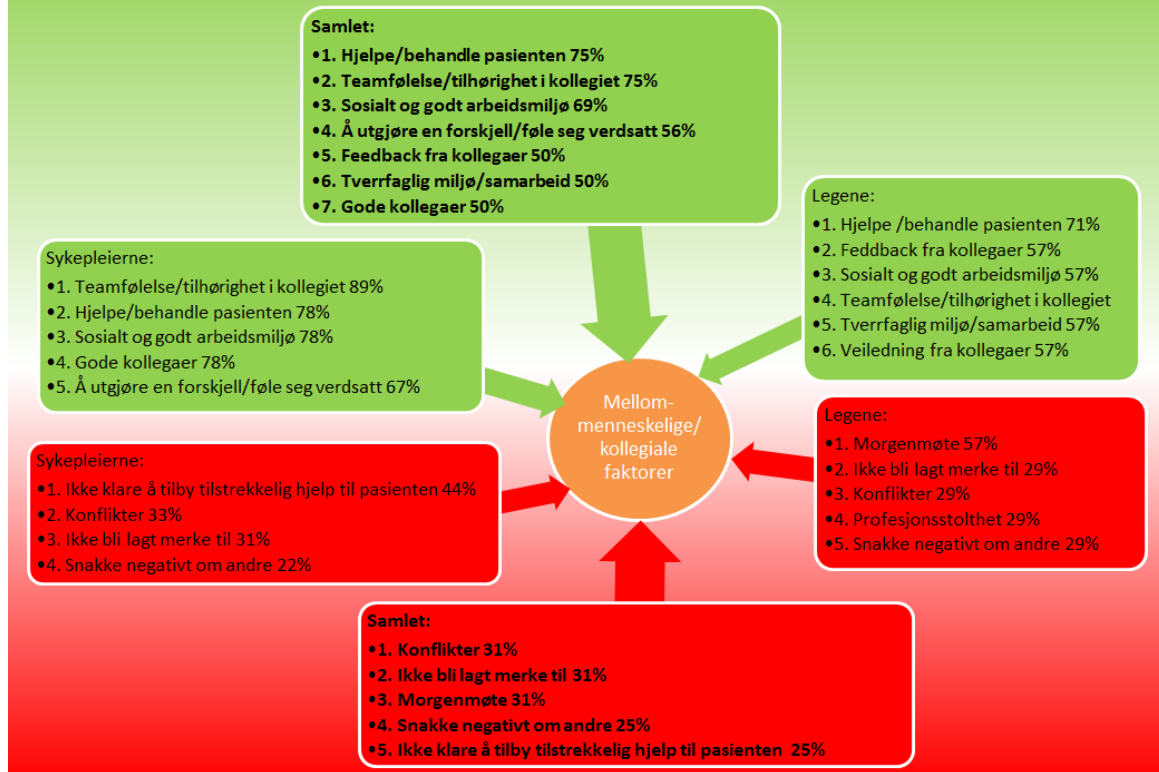 Samlet:
•1. Hjelpe/behandle pasienten 75%
•2. Teamfølelse/tilhørighet i kollegiet 75%
•3. Sosialt og godt arbeidsmiljø 69%
•4. Å utgjøre en forskjell/føle seg verdsatt 56%
•5. Feedback fra kollegaer 50%
•6. Tverrfaglig miljø/samarbeid 50%
•7. Gode kollegaer 50%
Legene:
•1. Hjelpe /behandle pasienten 71%
•2. Feddback fra kollegaer 57%
•3. Sosialt og godt arbeidsmiljø 57%
•4. Teamfølelse/tilhørighet i kollegiet
•5. Tverrfaglig miljø/samarbeid 57%
•6. Veiledning fra kollegaer 57%
Sykepleierne:
•1. Teamfølelse/tilhørighet i kollegiet 89%
•2. Hjelpe/behandle pasienten 78%
•3. Sosialt og godt arbeidsmiljø 78%
•4. Gode kollegaer 78%
•5. Å utgjøre en forskjell/føle seg verdsatt 67%
Mellom-
menneskelige/
kollegiale
faktorer
Sykepleierne:
•1. Ikke klare å tilby tilstrekkelig hjelp til pasienten 44%
•2. Konflikter 33%
•3. Ikke bli lagt merke til 31%
•4. Snakke negativt om andre 22%
Legene:
•1. Morgenmøte 57%
•2. Ikke bli lagt merke til 29%
•3. Konflikter 29%
•4. Profesjonsstolthet 29%
•5. Snakke negativt om andre 29%
Samlet:
•1. Konflikter 31%
•2. Ikke bli lagt merke til 31%
•3. Morgenmøte 31%
•4. Snakke negativt om andre 25%
•5. Ikke klare å tilby tilstrekkelig hjelp til pasienten 25%